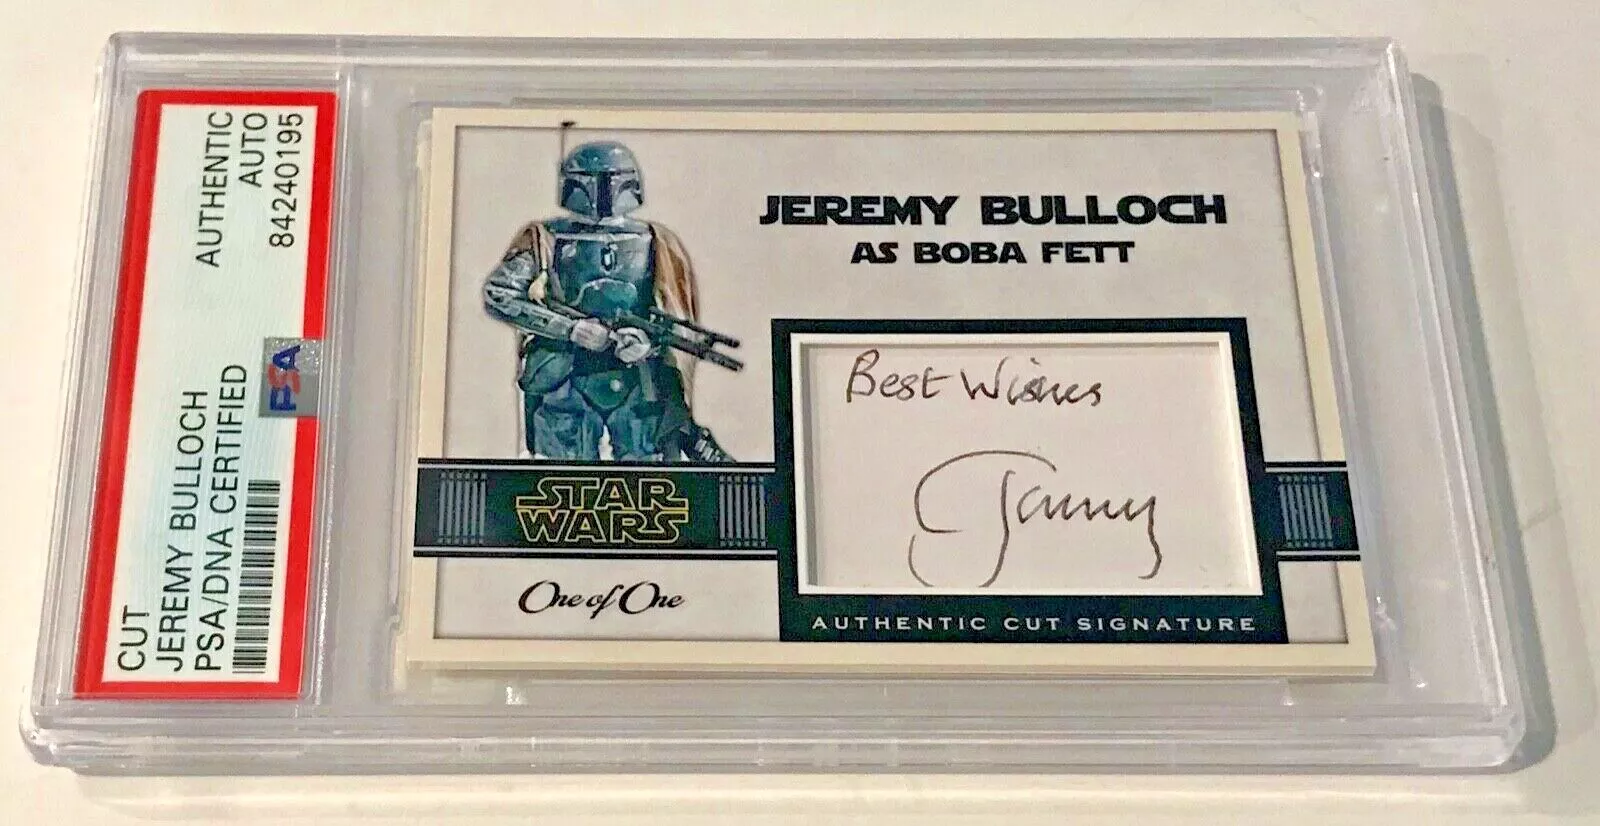 CUT
JEREMY BULLOCH
PSA/DNA CERTIFIED
AUTHENTIC
AUTO
84240195
PSA
JEREMY BULLOCH
AS BOBA FETT
Best Wishes
Jeremy
STAR
WARS
One of One
AUTHENTIC CUT SIGNATURE